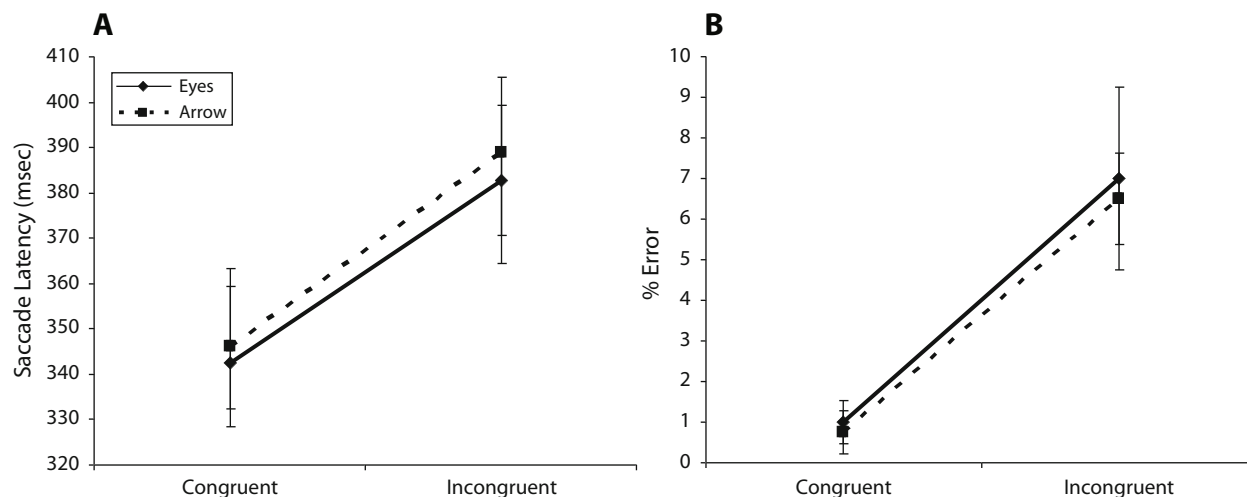 A
410
400
390
380
370
360
350
340
330
320
Saccade Latency (msec)
Eyes
Arrow
Congruent
Incongruent
B
10
9
8
7
6
5
4
3
2
1
0
% Error
Congruent
Incongruent